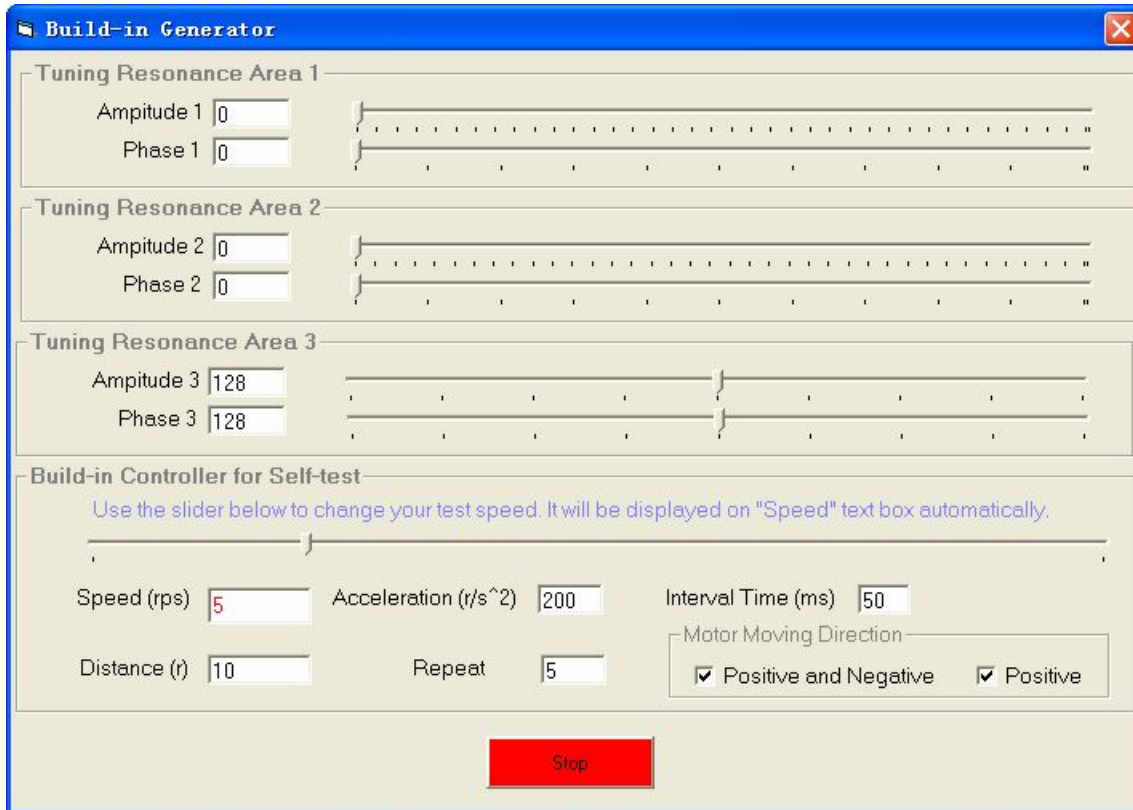 Build-in Generator
Tuning Resonance Area 1
Ampitude 1 0
Phase 1 0
Tuning Resonance Area 2
Ampitude 2 0
Phase 2 0
Tuning Resonance Area 3
Ampitude 3 128
Phase 3 128
Build-in Controller for Self-test
Use the slider below to change your test speed. It will be displayed on "Speed" text box automatically.
Speed (rps) 5 Acceleration (r/s^2) 200 Interval Time (ms) 50
Motor Moving Direction
Distance (r) 10 Repeat 5 Positive and Negative Positive
Stop